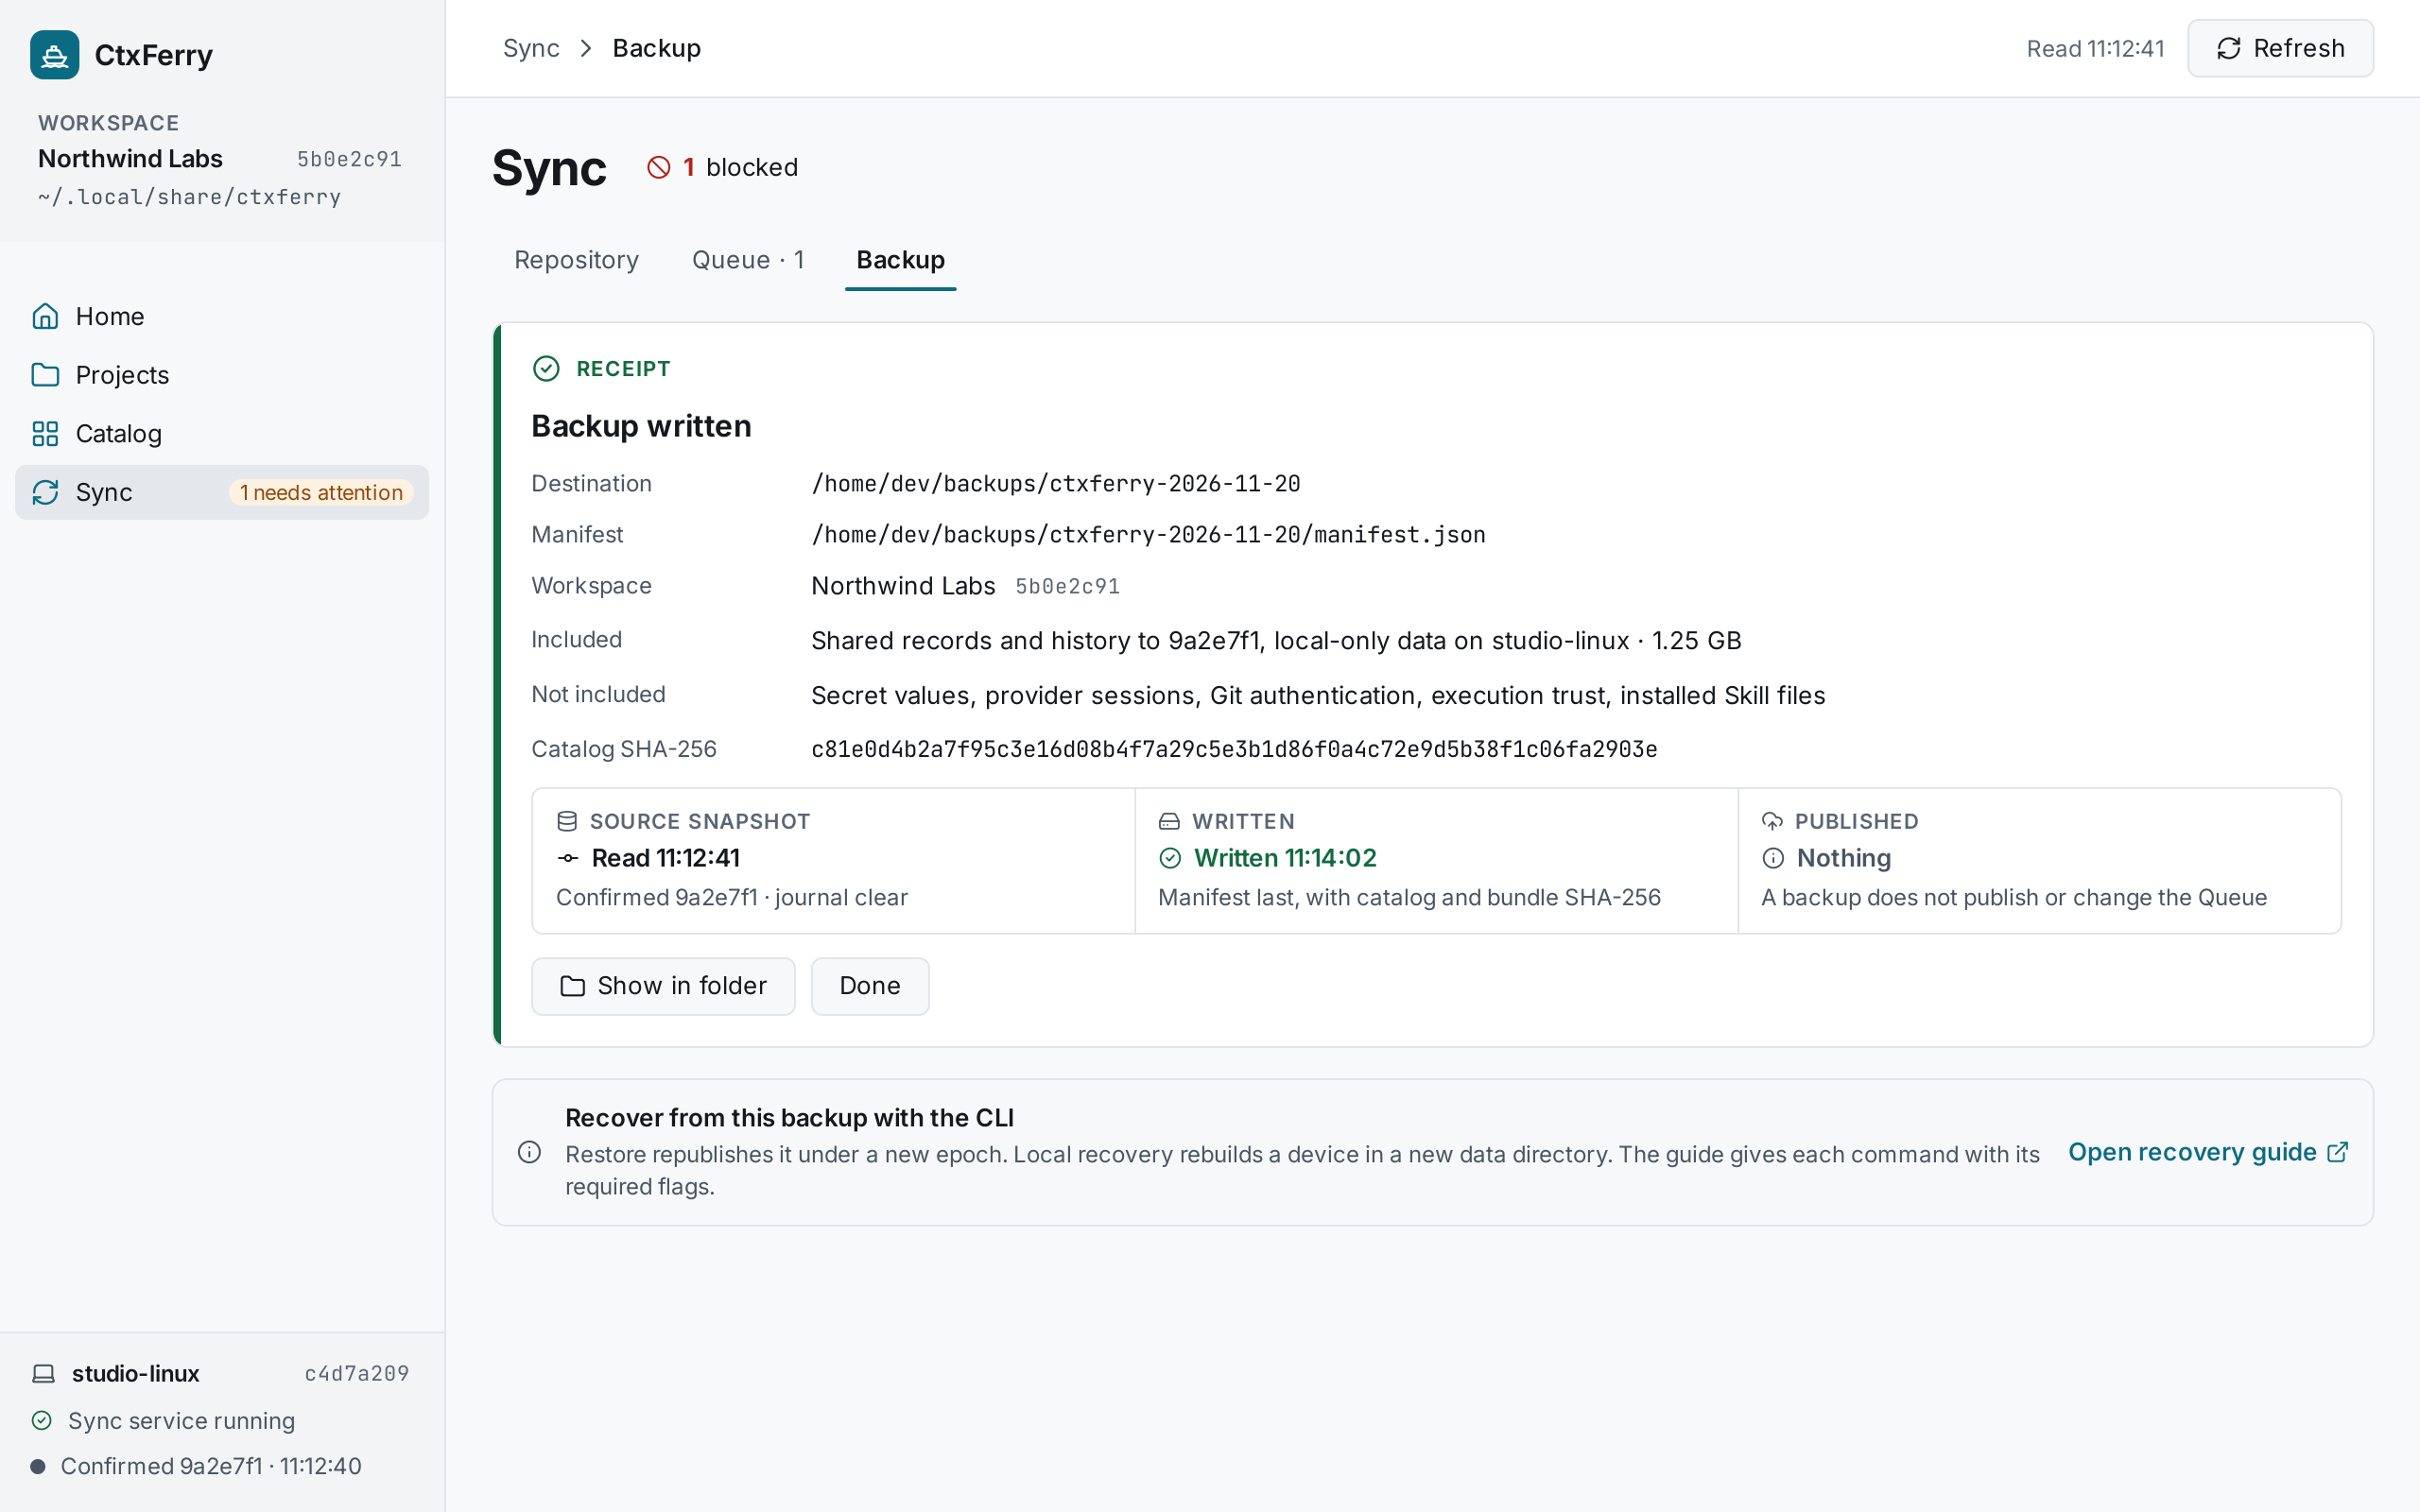 CtxFerry
WORKSPACE
Northwind Labs 5b0e2c91
~/.local/share/ctxferry
Home
Projects
Catalog
Sync 1 needs attention
studio-linux c4d7a209
Sync service running
Confirmed 9a2e7f1 · 11:12:40
Sync > Backup
Read 11:12:41 Refresh
Sync 1 blocked
Repository Queue · 1 Backup
RECEIPT
Backup written
Destination /home/dev/backups/ctxferry-2026-11-20
Manifest /home/dev/backups/ctxferry-2026-11-20/manifest.json
Workspace Northwind Labs 5b0e2c91
Included Shared records and history to 9a2e7f1, local-only data on studio-linux · 1.25 GB
Not included Secret values, provider sessions, Git authentication, execution trust, installed Skill files
Catalog SHA-256 c81e0d4b2a7f95c3e16d08b4f7a29c5e3b1d86f0a4c72e9d5b38f1c06fa2903e
SOURCE SNAPSHOT
Read 11:12:41
Confirmed 9a2e7f1 · journal clear
WRITTEN
Written 11:14:02
Manifest last, with catalog and bundle SHA-256
PUBLISHED
Nothing
A backup does not publish or change the Queue
Show in folder Done
Recover from this backup with the CLI
Restore republishes it under a new epoch. Local recovery rebuilds a device in a new data directory. The guide gives each command with its
required flags.
Open recovery guide